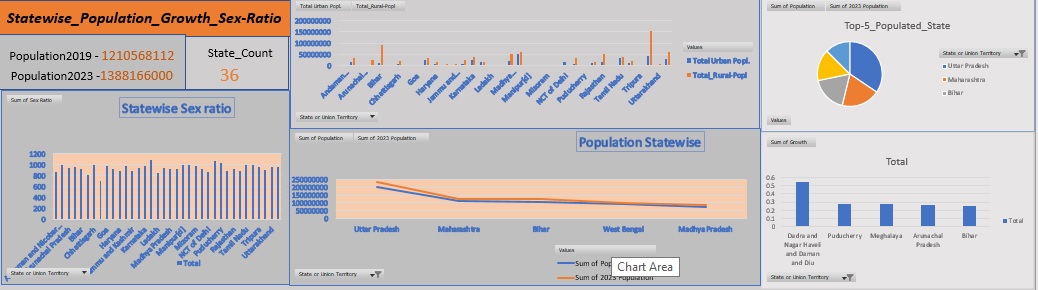 Statewise_Population_Growth_Sex-Ratio
Population2019 - 1210568112
Population2023 -1388166000
State_Count
36
Sum of Sex Ratio
Statewise Sex ratio
1200
1000
800
600
400
200
0
Bihar
Chhattisgarh
Goa
Haryana
Karnataka
Ladakh
Madhya Pradesh
Manipur[d]
Mizoram
NCT of Delhi
Puducherry
Rajasthan
Tamil Nadu
Tripura
Uttarakhand
Total
State or Union Territory
Total Urban Popl.
Total_Rural-Popl
200000000
150000000
100000000
50000000
0
Andaman...
Arunachal...
Bihar
Chhattisgarh
Goa
Haryana
Jammu and...
Karnataka
Ladakh
Madhya...
Manipur[d]
Mizoram
NCT of Delhi
Puducherry
Rajasthan
Tamil Nadu
Tripura
Uttarakhand
Values
Total Urban Popl.
Total_Rural-Popl
State or Union Territory
Sum of Population
Sum of 2023 Population
Population Statewise
250000000
200000000
150000000
100000000
50000000
0
Uttar Pradesh
Maharashtra
Bihar
West Bengal
Madhya Pradesh
Values
Sum of Pop
Sum of 2023 Population
Chart Area
State or Union Territory
Sum of Population
Sum of 2023 Population
Top-5_Populated_State
State or Union Territory
Uttar Pradesh
Maharashtra
Bihar
Values
Sum of Growth
Total
0.6
0.5
0.4
0.3
0.2
0.1
0
Dadra and
Nagar Haveli
and Daman
and Diu
Puducherry
Meghalaya
Arunachal
Pradesh
Bihar
Total
State or Union Territory